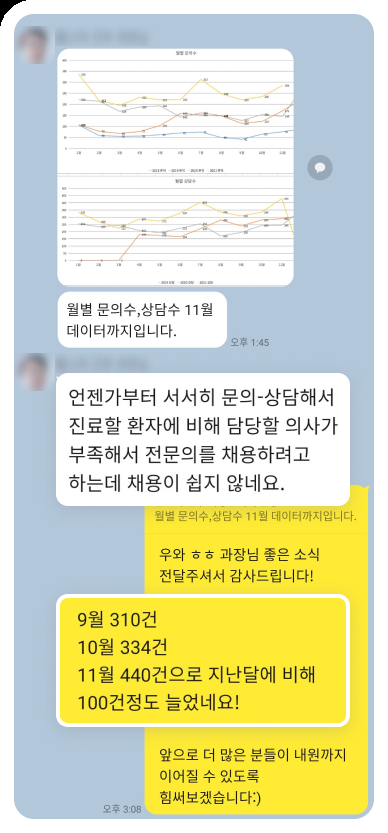 월별 문의수
월별 상담수
월별 문의수,상담수 11월
데이터까지입니다.
오후 1:45
언젠가부터 서서히 문의-상담해서
진료할 환자에 비해 담당할 의사가
부족해서 전문의를 채용하려고
하는데 채용이 쉽지 않네요.
월별 문의수,상담수 11월 데이터까지입니다.
우와 ㅎㅎ 과장님 좋은 소식
전달주셔서 감사드립니다!
9월 310건
10월 334건
11월 440건으로 지난달에 비해
100건정도 늘었네요!
앞으로 더 많은 분들이 내원까지
이어질 수 있도록
힘써보겠습니다:)
오후 3:08